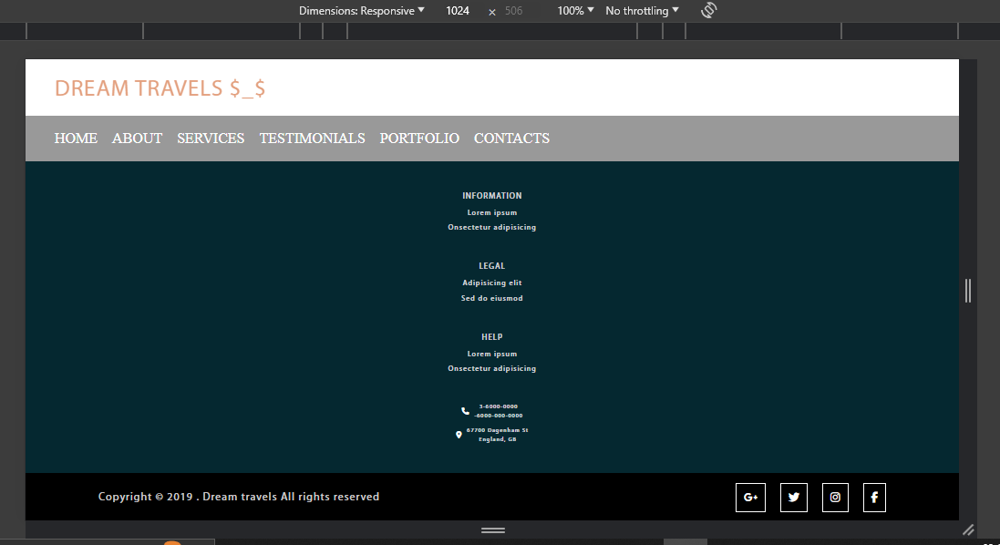 Dimensions: Responsive 1024 × 506 100% No throttling
DREAM TRAVELS $_$
HOME ABOUT SERVICES TESTIMONIALS PORTFOLIO CONTACTS
INFORMATION
Lorem ipsum
Onsectetur adipisicing
LEGAL
Adipisicing elit
Sed do eiusmod
HELP
Lorem ipsum
Onsectetur adipisicing
3-6000-0000
-6000-000-0000
67700 Dagenham St
England, GB
Copyright © 2019 . Dream travels All rights reserved G+ f